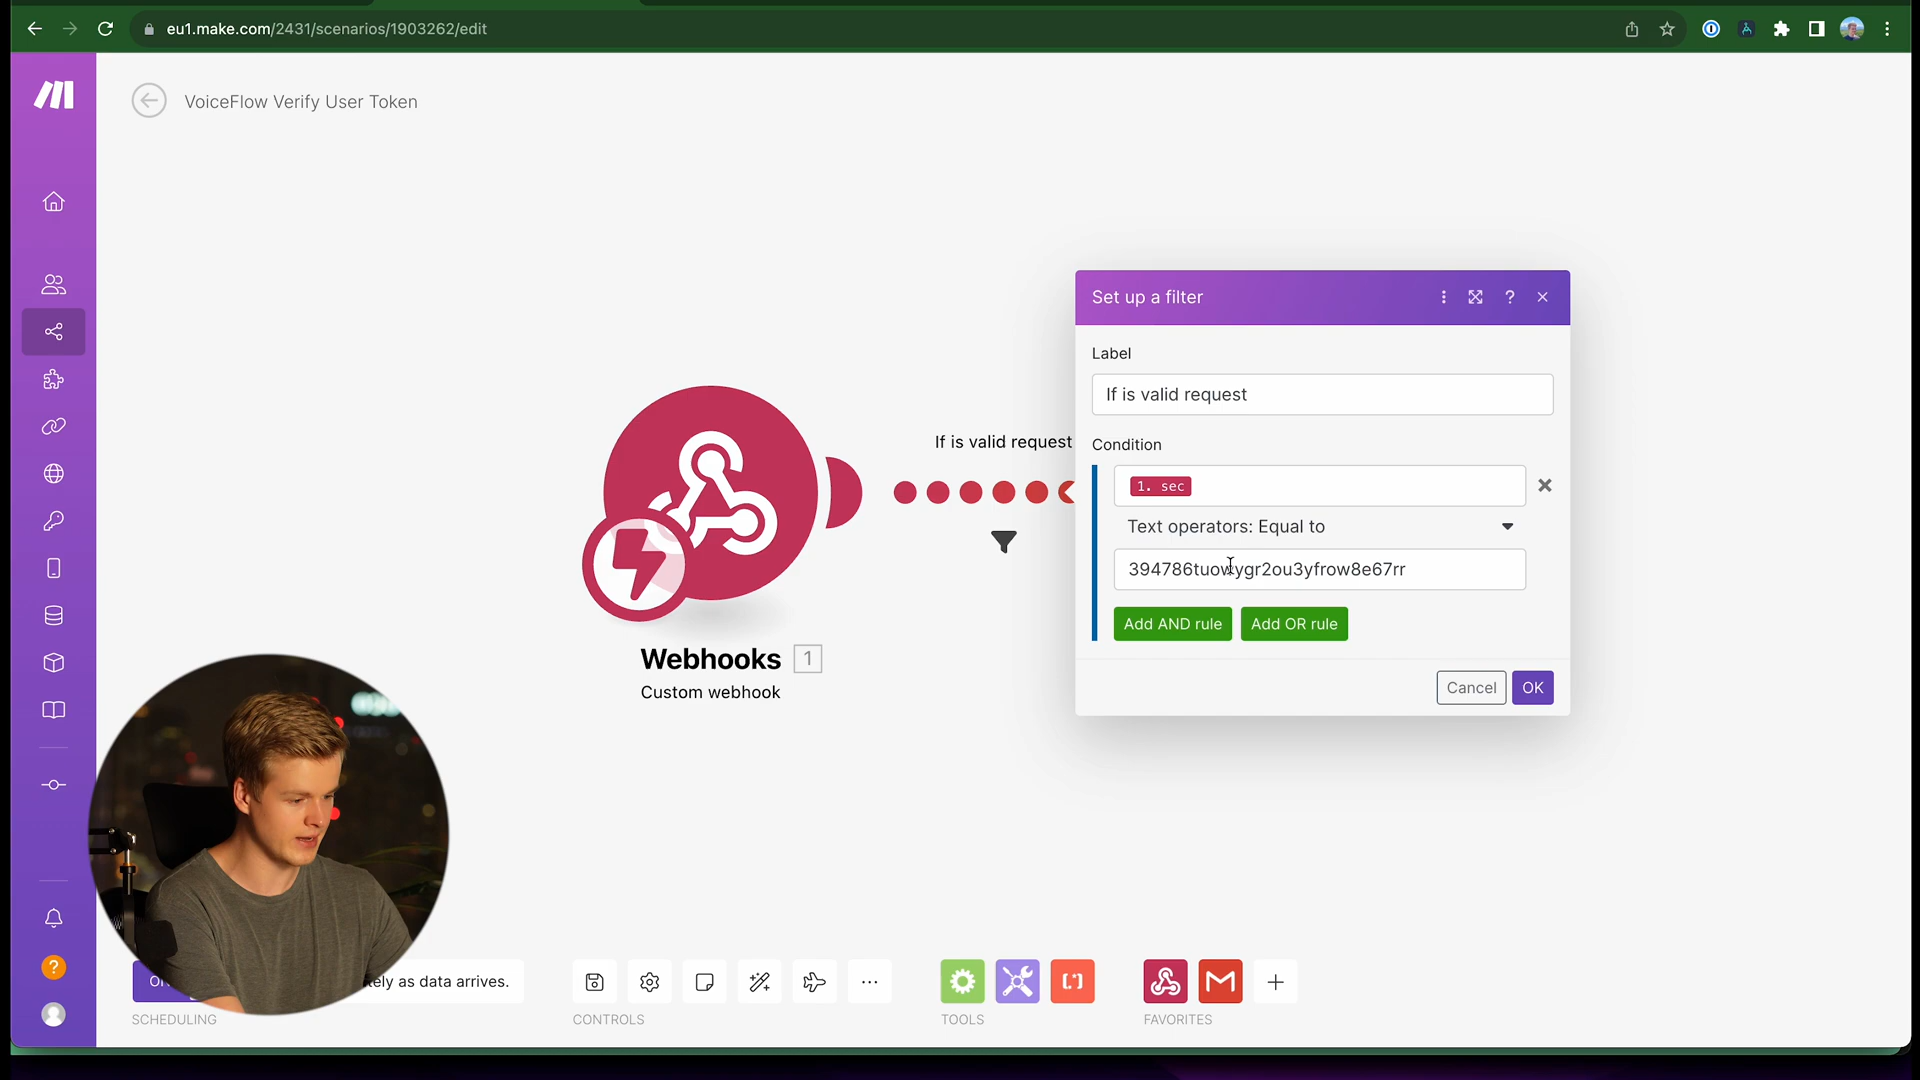 eu1.make.com/2431/scenarios/1903262/edit
VoiceFlow Verify User Token
Set up a filter
?
Label
If is valid request
If is valid request
Condition
1. sec
Text operators: Equal to
394786tuowygr2ou3yfrow8e67rr
Add AND rule
Add OR rule
Webhooks 1
Custom webhook
Cancel
OK
?
ely as data arrives.
SCHEDULING
CONTROLS
TOOLS
FAVORITES